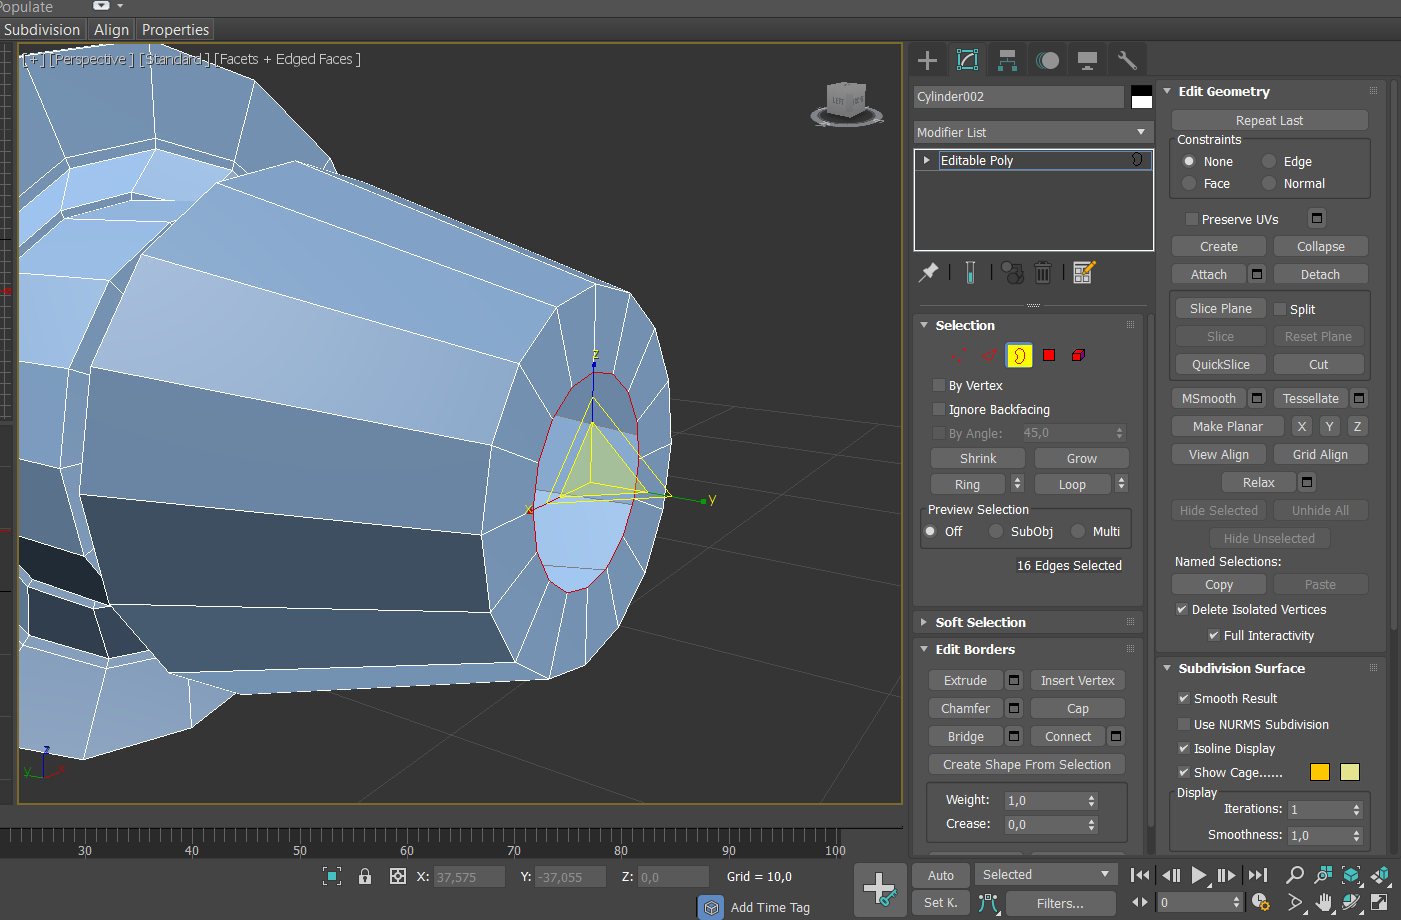 Populate
Subdivision Align Properties
[+] [Perspective] [Standard] [Facets + Edged Faces]
LEFT
z
x
y
z
y
x
30 40 50 60 70 80 90 100
X: 37,575 Y: -37,055 Z: 0,0 Grid = 10,0
Add Time Tag
Cylinder002
Modifier List
Editable Poly
Selection
By Vertex
Ignore Backfacing
By Angle: 45,0
Shrink Grow
Ring Loop
Preview Selection
Off SubObj Multi
16 Edges Selected
Soft Selection
Edit Borders
Extrude Insert Vertex
Chamfer Cap
Bridge Connect
Create Shape From Selection
Weight: 1,0
Crease: 0,0
Edit Geometry
Repeat Last
Constraints
None Edge
Face Normal
Preserve UVs
Create Collapse
Attach Detach
Slice Plane Split
Slice Reset Plane
QuickSlice Cut
MSmooth Tessellate
Make Planar X Y Z
View Align Grid Align
Relax
Hide Selected Unhide All
Hide Unselected
Named Selections:
Copy Paste
Delete Isolated Vertices
Full Interactivity
Subdivision Surface
Smooth Result
Use NURMS Subdivision
Isoline Display
Show Cage......
Display
Iterations: 1
Smoothness: 1,0
Auto Selected
Set K. Filters... 0